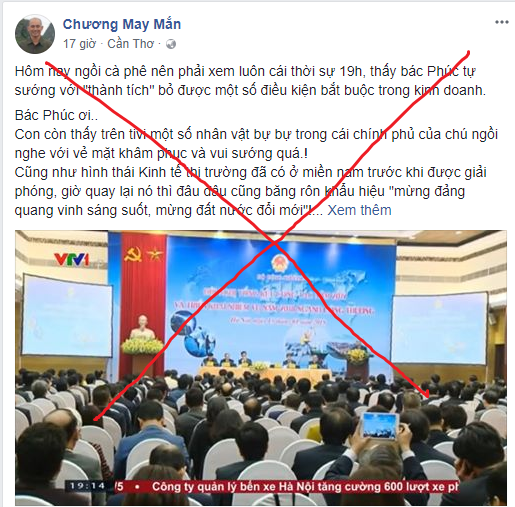 Chương May Mắn
17 giờ · Cần Thơ ·
Hôm nay ngồi cà phê nên phải xem luôn cái thời sự 19h, thấy bác Phúc tự
sướng với "thành tích" bỏ được một số điều kiện bắt buộc trong kinh doanh.
Bác Phúc ơi..
Con còn thấy trên tivi một số nhân vật bự bự trong cái chính phủ của chú ngồi
nghe với vẻ mặt khâm phục và vui sướng quá.!
Cũng như hình thái Kinh tế thị trường đã có ở miền nam trước khi được giải
phóng, giờ quay lại nó thì đâu đâu cũng băng rôn khẩu hiệu "mừng đảng
quang vinh sáng suốt, mừng đất nước đổi mới"!... Xem thêm
VTV1
BỘ CÔNG THƯƠNG
19:14 /5 Công ty quản lý bến xe Hà Nội tăng cường 600 lượt xe ph